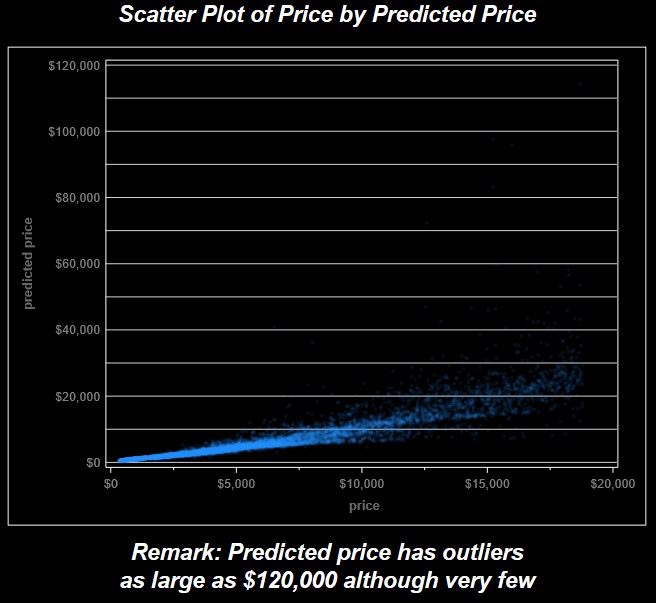 Scatter Plot of Price by Predicted Price
$120,000
$100,000
$80,000
$60,000
$40,000
$20,000
$0
predicted price
$0 $5,000 $10,000 $15,000 $20,000
price
Remark: Predicted price has outliers
as large as $120,000 although very few